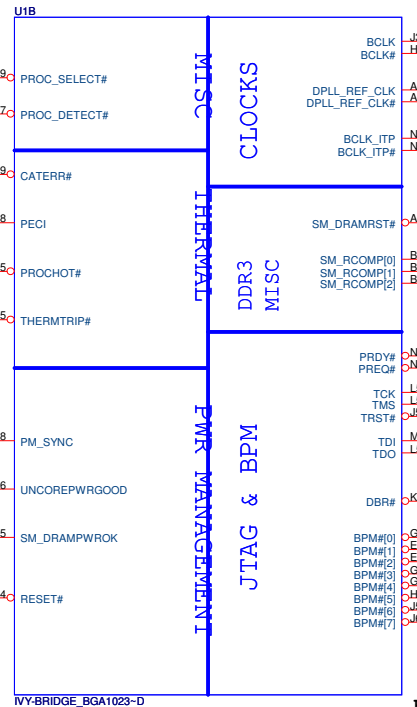 U1B
MISC
PROC_SELECT#
PROC_DETECT#
THERMAL
CATERR#
PECI
PROCHOT#
THERMTRIP#
PWR MANAGEMENT
PM_SYNC
UNCOREPWRGOOD
SM_DRAMPWROK
RESET#
CLOCKS
BCLK
BCLK#
DPLL_REF_CLK
DPLL_REF_CLK#
BCLK_ITP
BCLK_ITP#
DDR3
MISC
SM_DRAMRST#
SM_RCOMP[0]
SM_RCOMP[1]
SM_RCOMP[2]
JTAG & BPM
PRDY#
PREQ#
TCK
TMS
TRST#
TDI
TDO
DBR#
BPM#[0]
BPM#[1]
BPM#[2]
BPM#[3]
BPM#[4]
BPM#[5]
BPM#[6]
BPM#[7]
IVY-BRIDGE_BGA1023~D